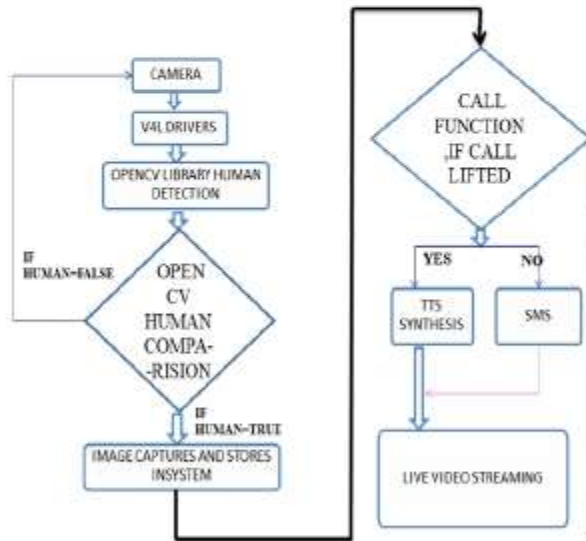 CAMERA
V4L DRIVERS
OPENCV LIBRARY HUMAN
DETECTION
IF
HUMAN=FALSE
OPEN
CV
HUMAN
COMPA-
-RISION
IF
HUMAN=TRUE
IMAGE CAPTURES AND STORES
INSYSTEM
CALL
FUNCTION
,IF CALL
LIFTED
YES
NO
TTS
SYNTHESIS
SMS
LIVE VIDEO STREAMING